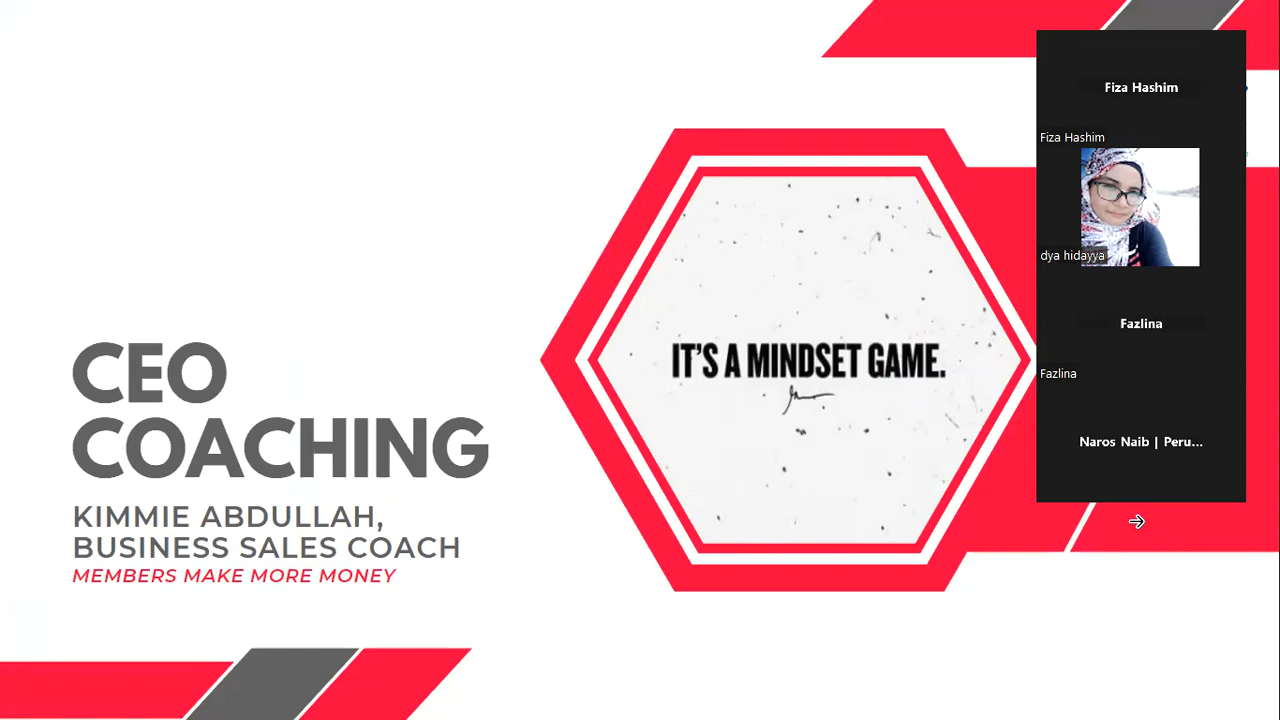 CEO
COACHING
KIMMIE ABDULLAH,
BUSINESS SALES COACH
MEMBERS MAKE MORE MONEY
IT'S A MINDSET GAME.
Fiza Hashim
Fiza Hashim
dya hidayya
Fazlina
Fazlina
Naros Naib | Peru...